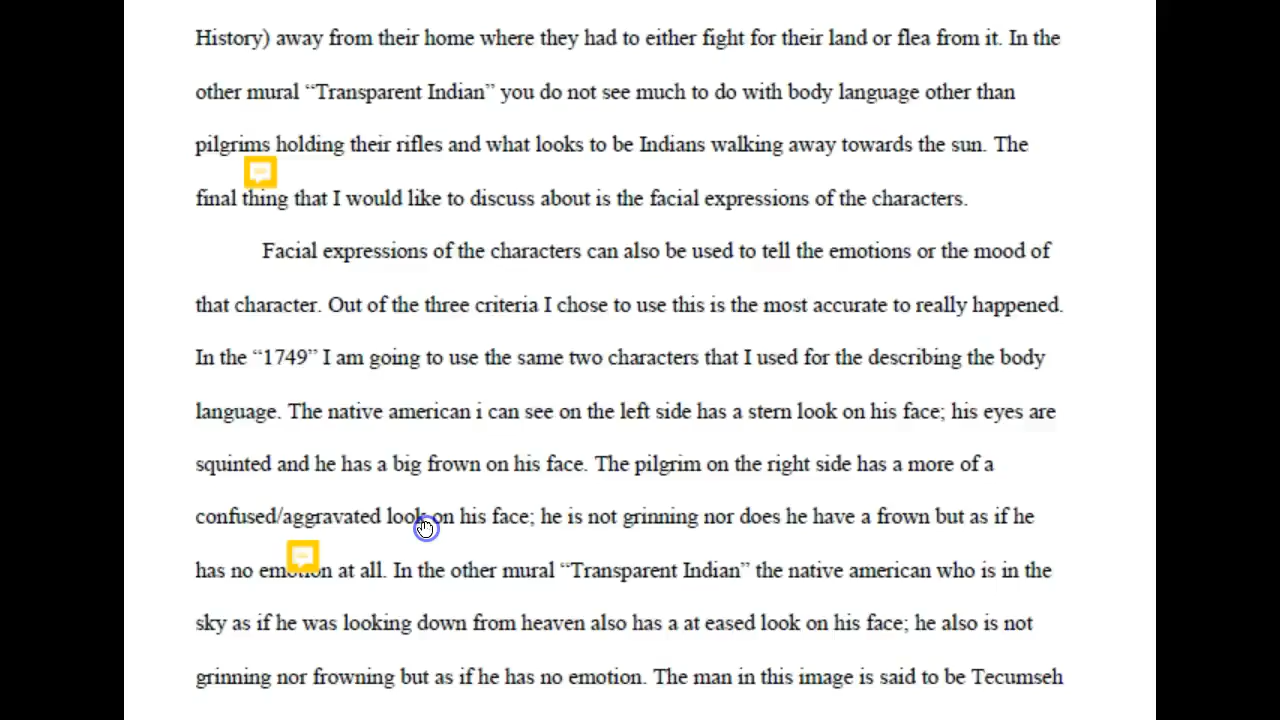 History) away from their home where they had to either fight for their land or flea from it. In the
other mural “Transparent Indian” you do not see much to do with body language other than
pilgrims holding their rifles and what looks to be Indians walking away towards the sun. The
final thing that I would like to discuss about is the facial expressions of the characters.
Facial expressions of the characters can also be used to tell the emotions or the mood of
that character. Out of the three criteria I chose to use this is the most accurate to really happened.
In the “1749” I am going to use the same two characters that I used for the describing the body
language. The native american i can see on the left side has a stern look on his face; his eyes are
squinted and he has a big frown on his face. The pilgrim on the right side has a more of a
confused/aggravated look on his face; he is not grinning nor does he have a frown but as if he
has no emotion at all. In the other mural “Transparent Indian” the native american who is in the
sky as if he was looking down from heaven also has a at eased look on his face; he also is not
grinning nor frowning but as if he has no emotion. The man in this image is said to be Tecumseh